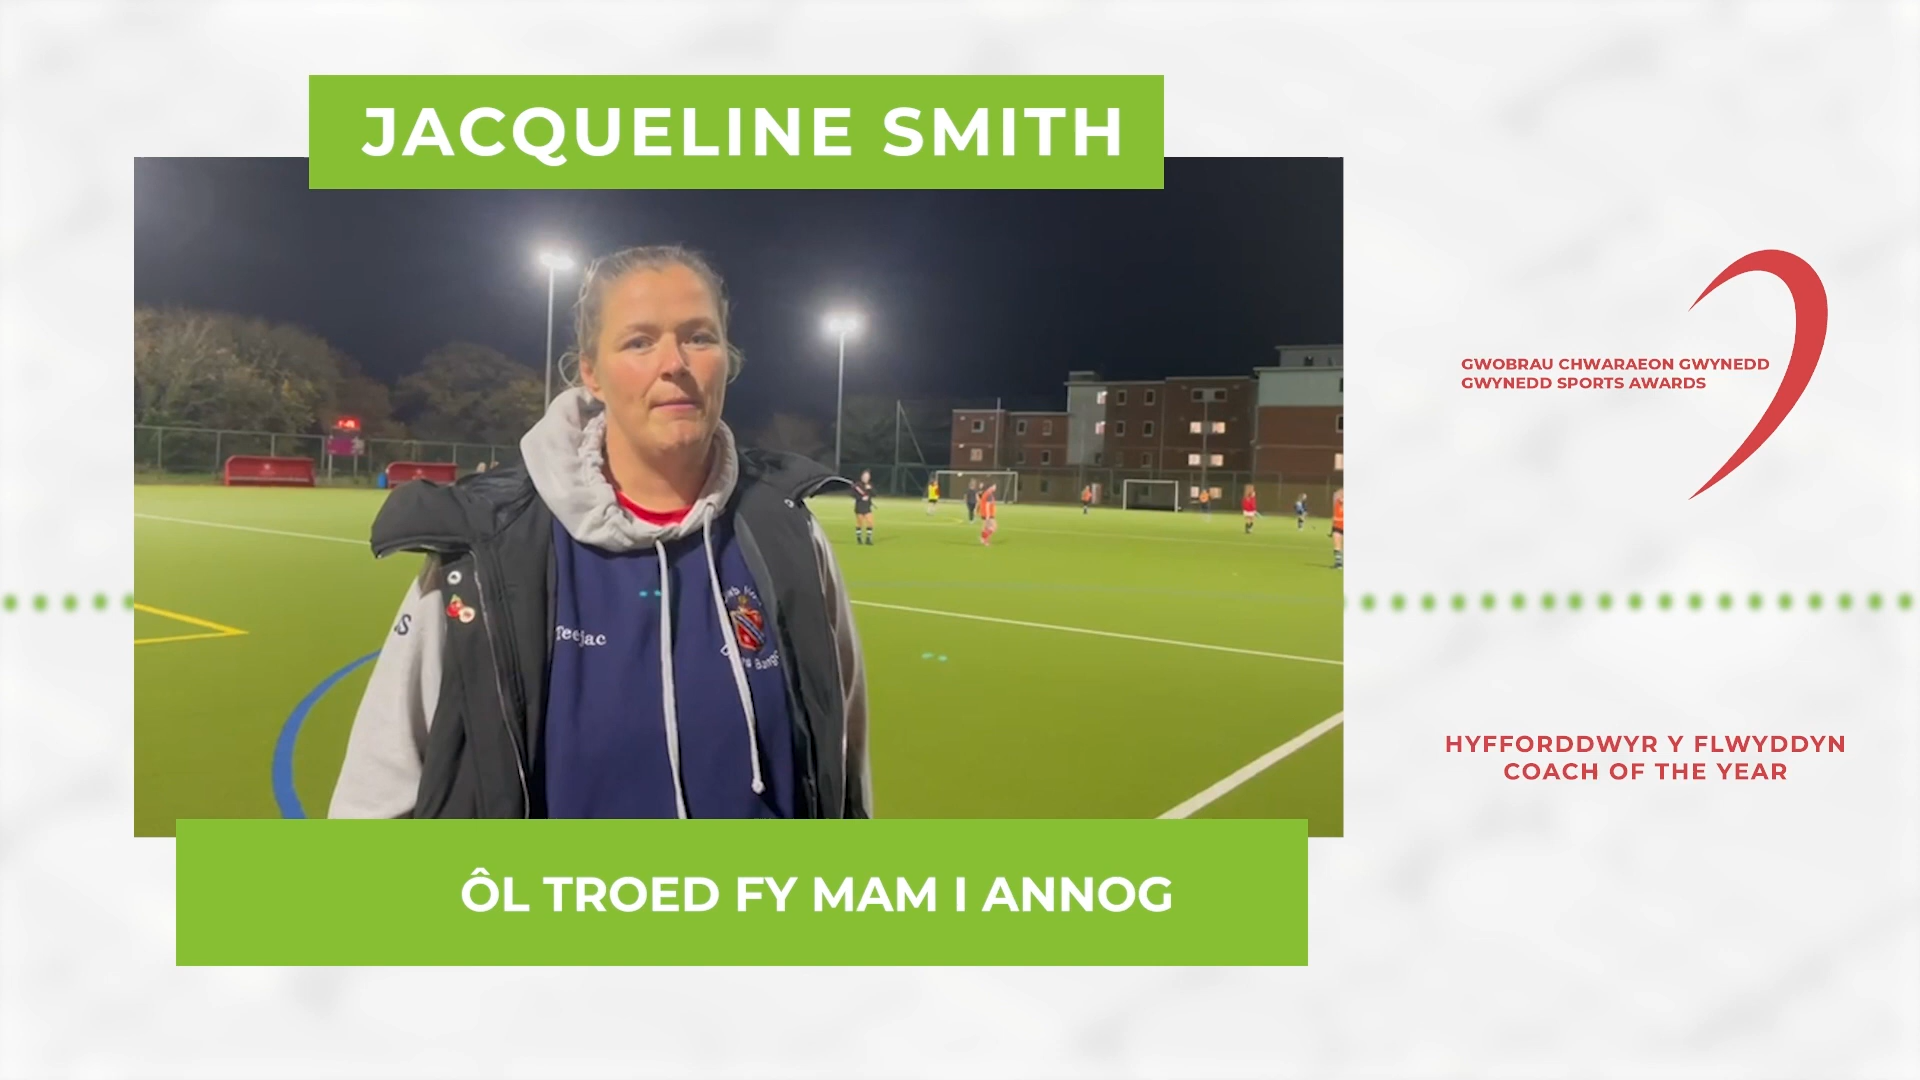 JACQUELINE SMITH
GWOBRAU CHWARAEON GWYNEDD
GWYNEDD SPORTS AWARDS
Teejac
HYFFORDDWYR Y FLWYDDYN
COACH OF THE YEAR
ÔL TROED FY MAM I ANNOG